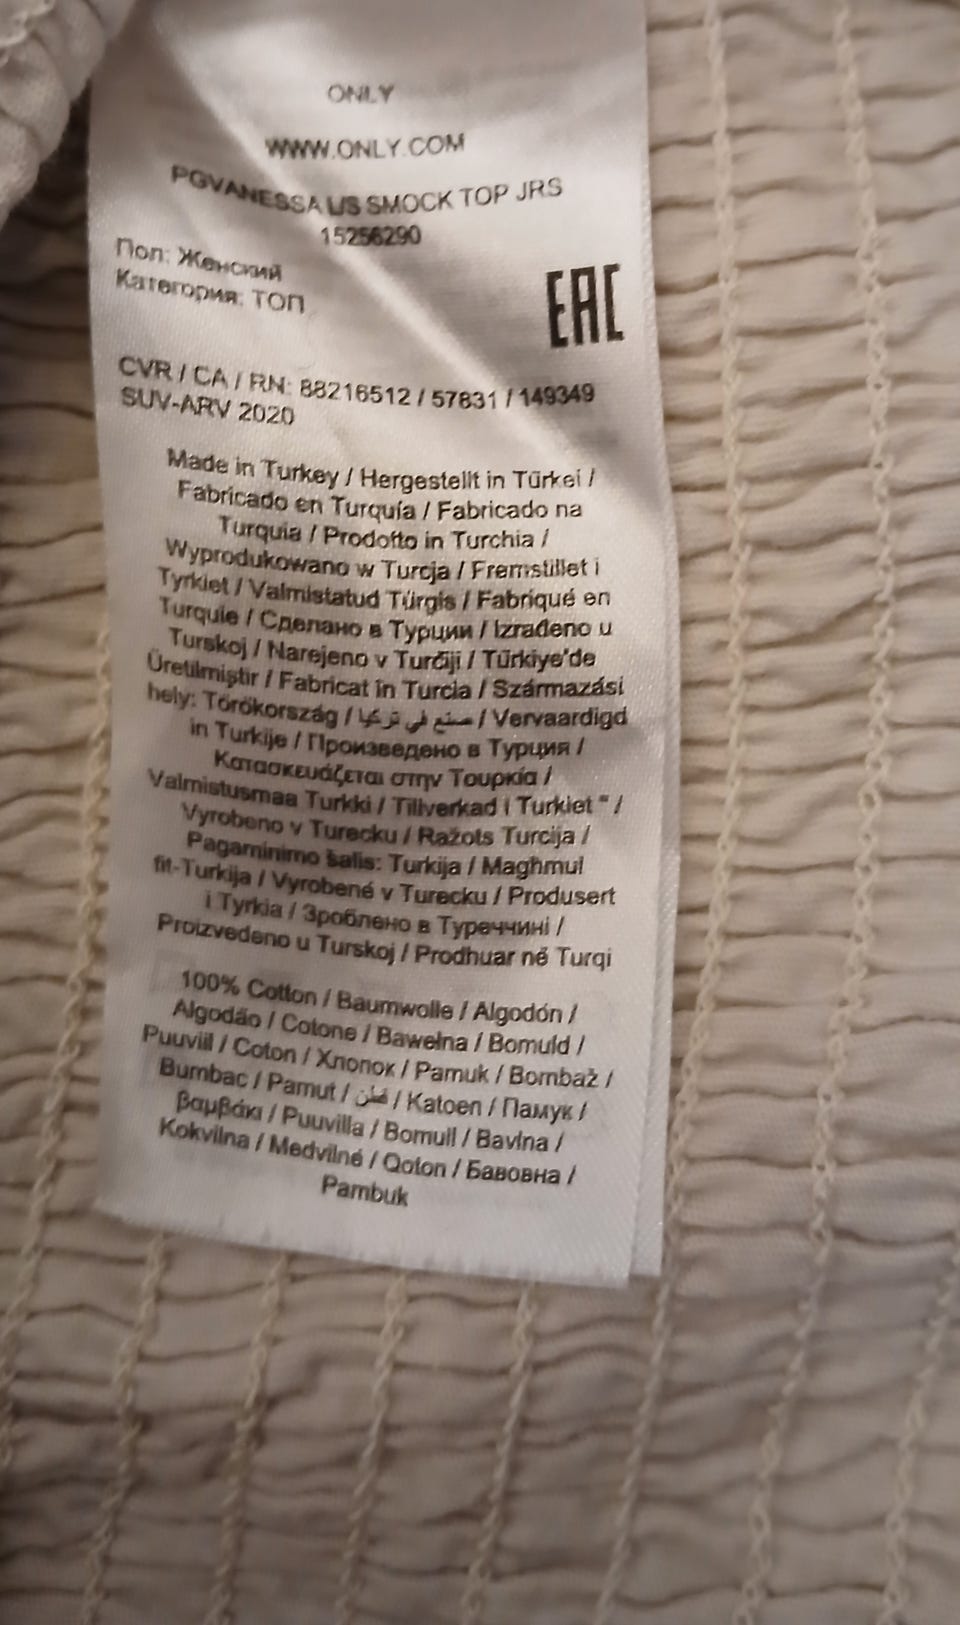 ONLY
WWW.ONLY.COM
PGVANESSA L/S SMOCK TOP JRS
15256290
Пол: Женский
Категория: ТОП
EAC
CVR / CA / RN: 88216512 / 57831 / 149349
SUV-ARV 2020
Made in Turkey / Hergestellt in Türkei /
Fabricado en Turquía / Fabricado na
Turquia / Prodotto in Turchia /
Wyprodukowano w Turcja / Fremstillet i
Tyrkiet / Valmistatud Türgis / Fabriqué en
Turquie / Сделано в Турции / Izrađeno u
Turskoj / Narejeno v Turčiji / Türkiye'de
Üretilmiştir / Fabricat în Turcia / Származási
hely: Törökország / صنع في تركيا / Vervaardigd
in Turkije / Произведено в Турция /
Κατασκευάζεται στην Τουρκία /
Valmistusmaa Turkki / Tillverkad i Turkiet " /
Vyrobeno v Turecku / Ražots Turcija /
Pagaminimo šalis: Turkija / Magħmul
fit-Turkija / Vyrobené v Turecku / Produsert
i Tyrkia / Зроблено в Туреччині /
Proizvedeno u Turskoj / Prodhuar në Turqi
100% Cotton / Baumwolle / Algodón /
Algodão / Cotone / Bawełna / Bomuld /
Puuvill / Coton / Хлопок / Pamuk / Bombaž /
Bumbac / Pamut / قطن / Katoen / Памук /
βαμβάκι / Puuvilla / Bomull / Bavlna /
Kokvilna / Medvilnė / Qoton / Бавовна /
Pambuk